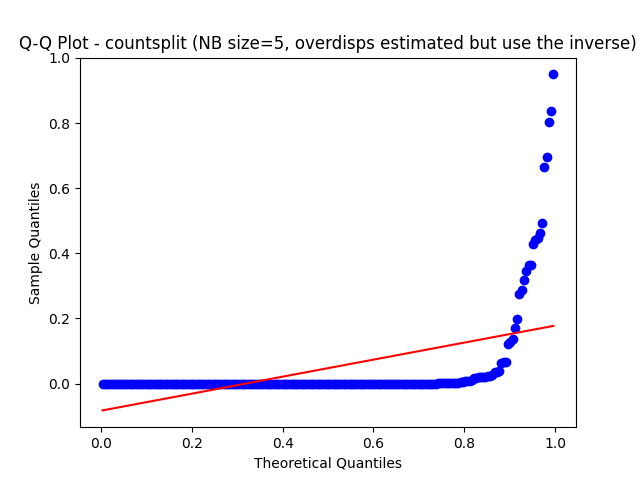 Q-Q Plot - countsplit (NB size=5, overdisps estimated but use the inverse)
1.0
0.8
0.6
0.4
0.2
0.0
Sample Quantiles
0.0 0.2 0.4 0.6 0.8 1.0
Theoretical Quantiles